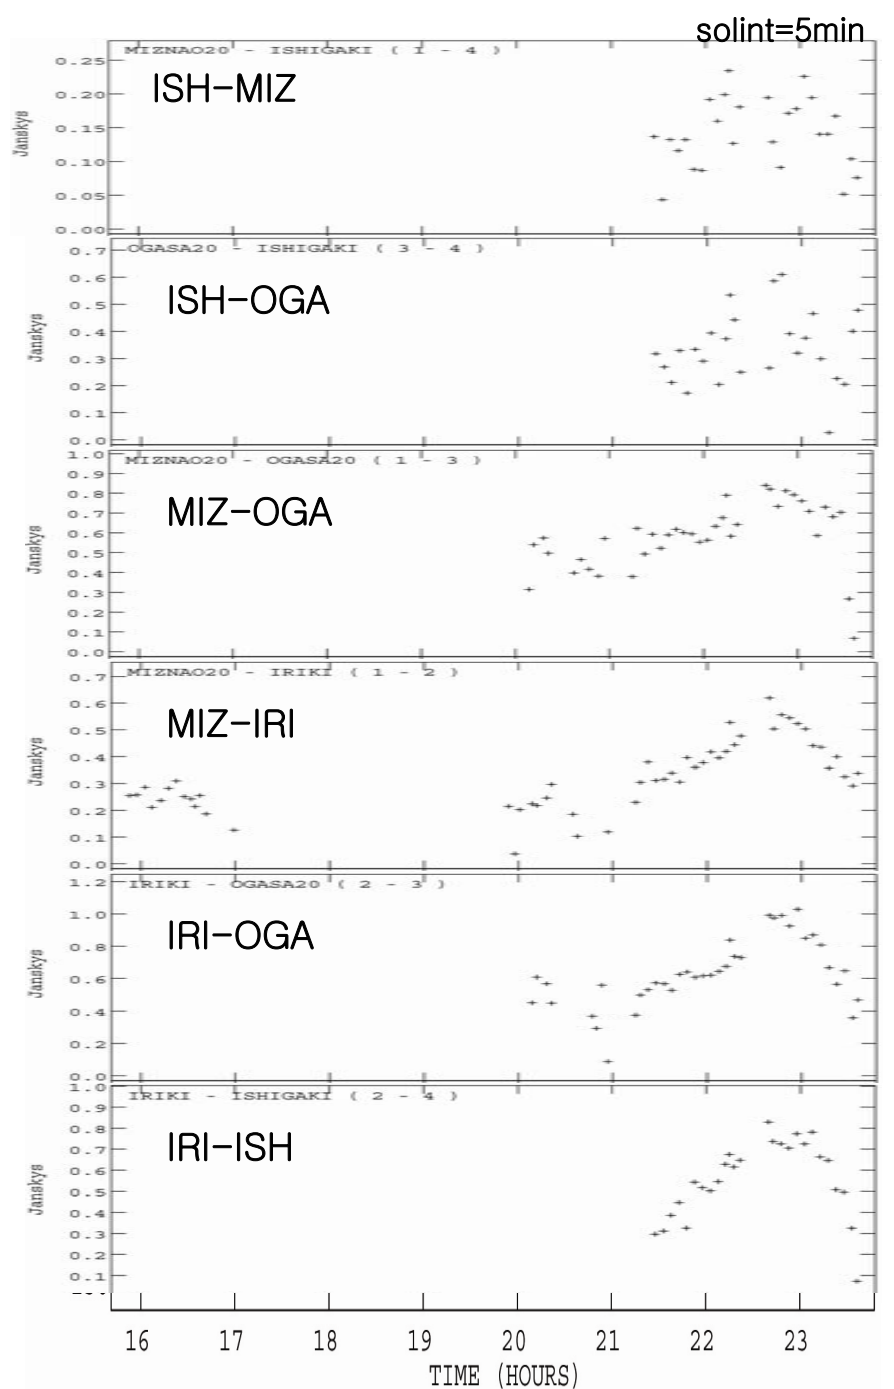 solint=5min
MIZNAO20 - ISHIGAKI ( 1 - 4 )
ISH-MIZ
Janskys
0.25
0.20
0.15
0.10
0.05
0.00
OGASA20 - ISHIGAKI ( 3 - 4 )
ISH-OGA
Janskys
0.7
0.6
0.5
0.4
0.3
0.2
0.1
0.0
MIZNAO20 - OGASA20 ( 1 - 3 )
MIZ-OGA
Janskys
1.0
0.9
0.8
0.7
0.6
0.5
0.4
0.3
0.2
0.1
0.0
MIZNAO20 - IRIKI ( 1 - 2 )
MIZ-IRI
Janskys
0.7
0.6
0.5
0.4
0.3
0.2
0.1
0.0
IRIKI - OGASA20 ( 2 - 3 )
IRI-OGA
Janskys
1.2
1.0
0.8
0.6
0.4
0.2
0.0
IRIKI - ISHIGAKI ( 2 - 4 )
IRI-ISH
Janskys
1.0
0.9
0.8
0.7
0.6
0.5
0.4
0.3
0.2
0.1
16 17 18 19 20 21 22 23
TIME (HOURS)